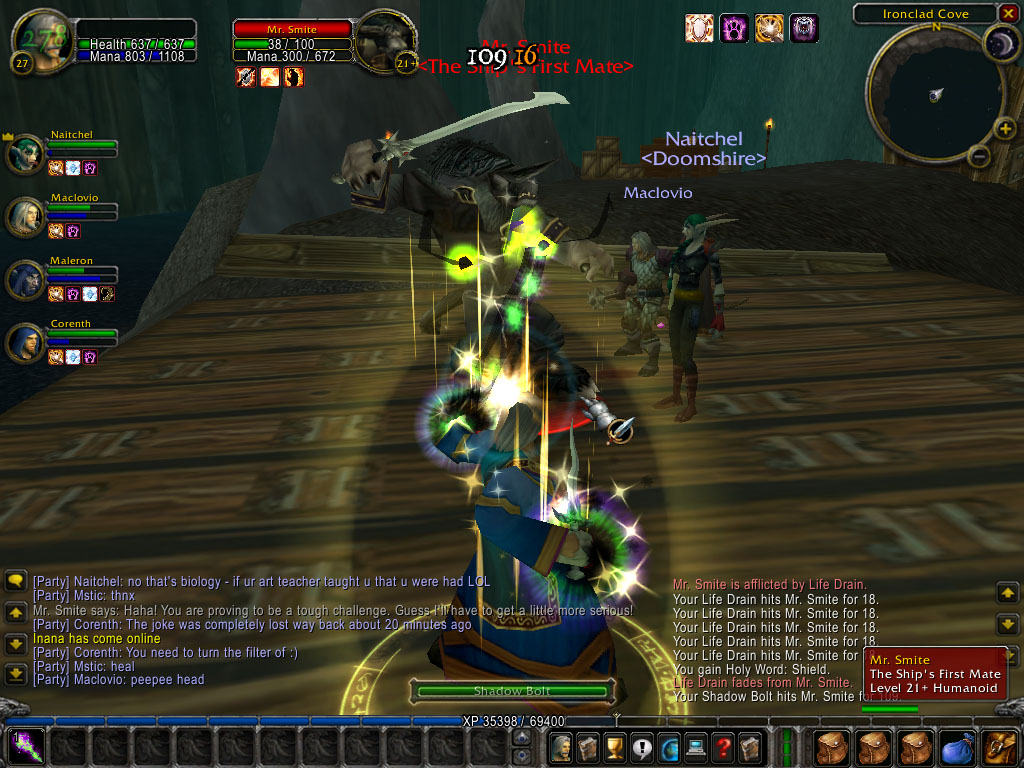 276
27
Health 637 / 637
Mana 803 / 1108
Mr. Smite
38 / 100
Mana 300 / 672
21+
109 16
Mr. Smite
<The Ship's First Mate>
Ironclad Cove
N
Naitchel
Maclovio
Maleron
Corenth
Naitchel
<Doomshire>
Maclovio
[Party] Naitchel: no that's biology - if ur art teacher taught u that u were had LOL
[Party] Mstic: thnx
Mr. Smite says: Haha! You are proving to be a tough challenge. Guess I'll have to get a little more serious!
[Party] Corenth: The joke was completely lost way back about 20 minutes ago
Inana has come online
[Party] Corenth: You need to turn the filter of :)
[Party] Mstic: heal
[Party] Maclovio: peepee head
Mr. Smite is afflicted by Life Drain.
Your Life Drain hits Mr. Smite for 18.
Your Life Drain hits Mr. Smite for 18.
Your Life Drain hits Mr. Smite for 18.
Your Life Drain hits Mr. Smite for 18.
Your Life Drain hits Mr. Smite for
You gain Holy Word: Shield.
Life Drain fades from Mr. Smite.
Your Shadow Bolt hits Mr. Smite for 109.
Mr. Smite
The Ship's First Mate
Level 21+ Humanoid
Shadow Bolt
XP 35398 / 69400
1